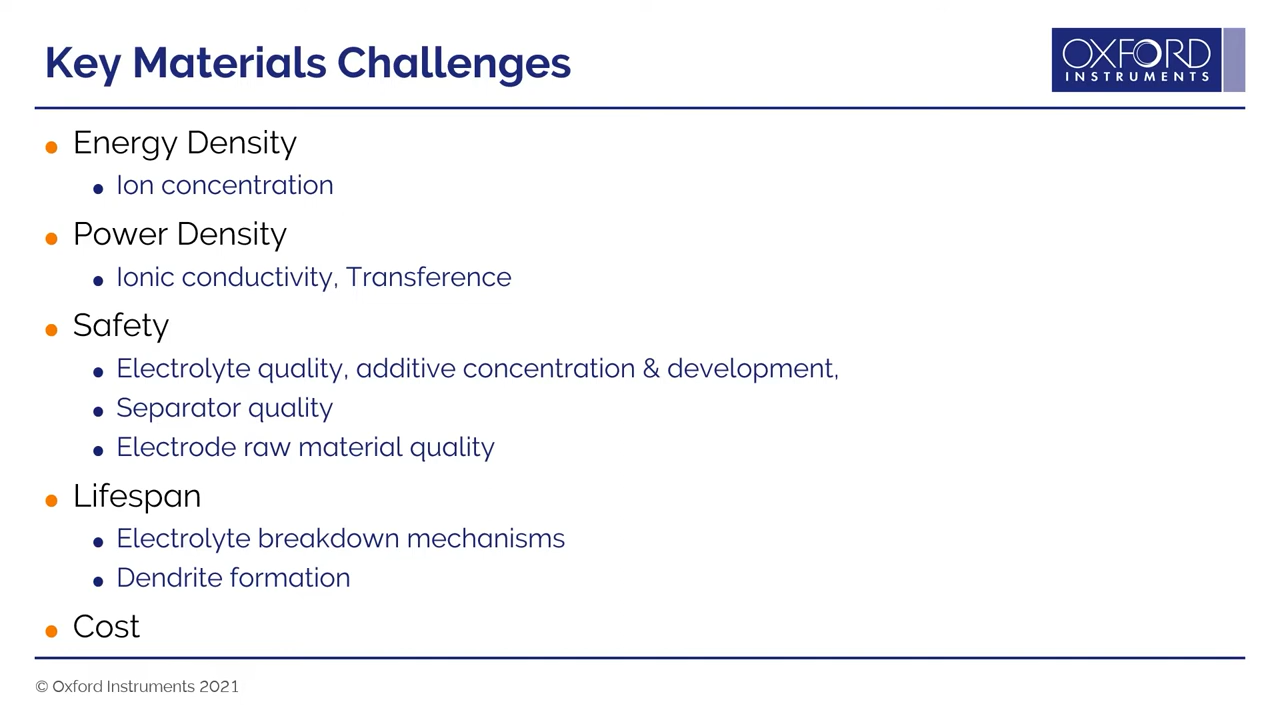 Key Materials Challenges
OXFORD
INSTRUMENTS
Energy Density
Ion concentration
Power Density
Ionic conductivity, Transference
Safety
Electrolyte quality, additive concentration & development,
Separator quality
Electrode raw material quality
Lifespan
Electrolyte breakdown mechanisms
Dendrite formation
Cost
© Oxford Instruments 2021